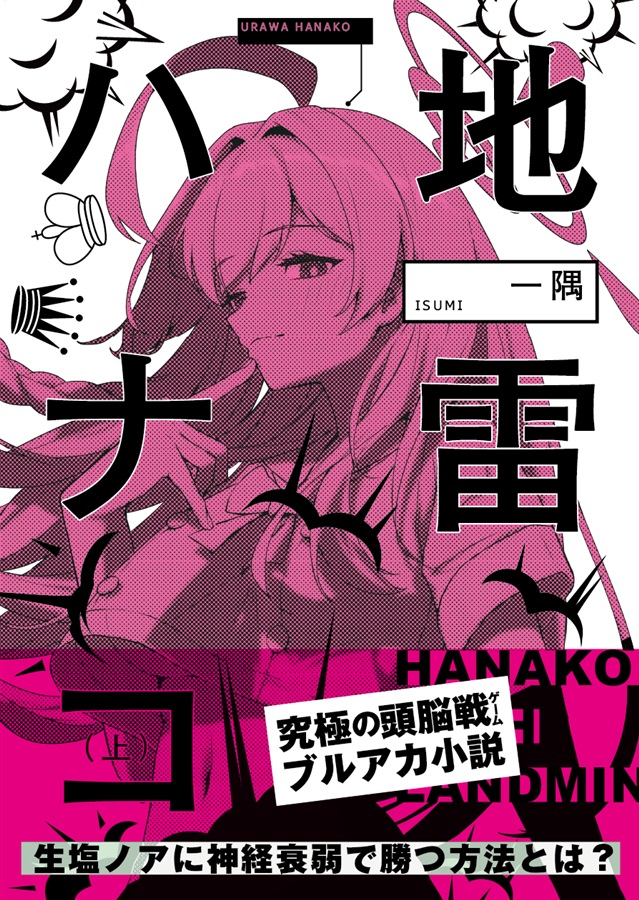 URAWA HANAKO
地雷
ハナコ
(上)
一隅
ISUMI
HANAKO
LANDMIN
究極の頭脳戦ゲーム
ブルアカ小説
生塩ノアに神経衰弱で勝つ方法とは？